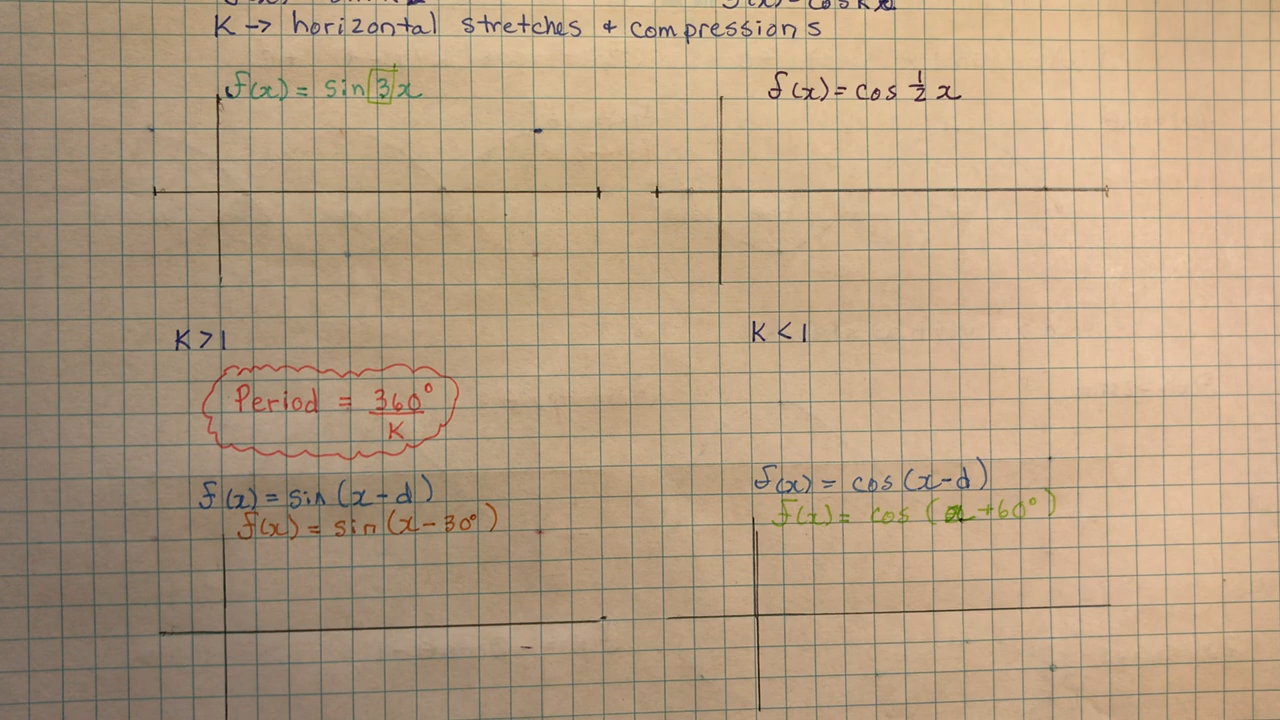 K → horizontal stretches + compressions
f(x) = sin 3x
f(x) = cos 1/2 x
K > 1
K < 1
Period = 360°/K
f(x) = sin (x - d)
f(x) = sin (x - 30°)
f(x) = cos (x - d)
f(x) = cos (x + 60°)